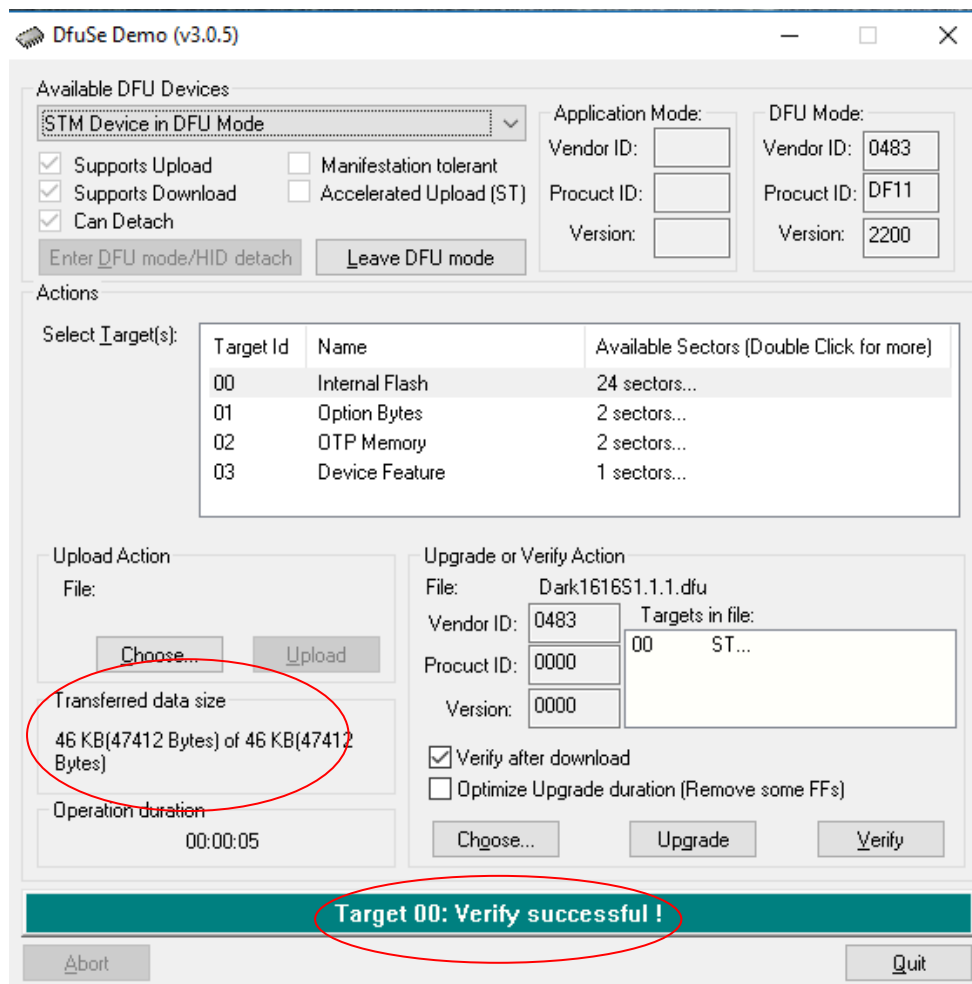 DfuSe Demo (v3.0.5)
Available DFU Devices
STM Device in DFU Mode
Supports Upload
Manifestation tolerant
Supports Download
Accelerated Upload (ST)
Can Detach
Enter DFU mode/HID detach
Leave DFU mode
Application Mode:
Vendor ID:
Procuct ID:
Version:
DFU Mode:
Vendor ID: 0483
Procuct ID: DF11
Version: 2200
Actions
Select Target(s):
Target Id Name Available Sectors (Double Click for more)
00 Internal Flash 24 sectors...
01 Option Bytes 2 sectors...
02 OTP Memory 2 sectors...
03 Device Feature 1 sectors...
Upload Action
File:
Choose...
Upload
Transferred data size
46 KB(47412 Bytes) of 46 KB(47412
Bytes)
Operation duration
00:00:05
Upgrade or Verify Action
File: Dark1616S1.1.1.dfu
Vendor ID: 0483
Procuct ID: 0000
Version: 0000
Targets in file:
00 ST...
Verify after download
Optimize Upgrade duration (Remove some FFs)
Choose...
Upgrade
Verify
Target 00: Verify successful !
Abort
Quit